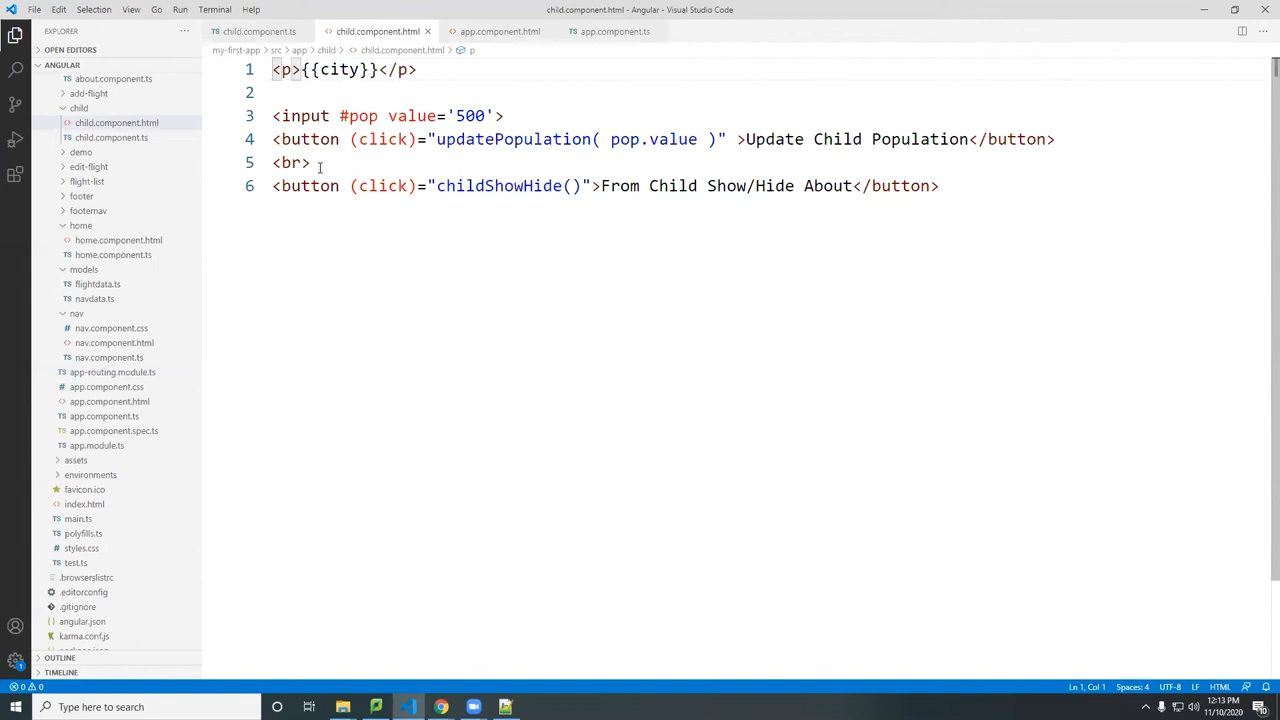 File Edit Selection View Go Run Terminal Help
child.component.html - Angular - Visual Studio Code
EXPLORER
child.component.ts
child.component.html
app.component.html
app.component.ts
OPEN EDITORS
my-first-app > src > app > child > child.component.html > p
ANGULAR
about.component.ts
add-flight
child
child.component.html
child.component.ts
demo
edit-flight
flight-list
footer
footernav
home
home.component.html
home.component.ts
models
flightdata.ts
navdata.ts
nav
nav.component.css
nav.component.html
nav.component.ts
app-routing.module.ts
app.component.css
app.component.html
app.component.ts
app.component.spec.ts
app.module.ts
assets
environments
favicon.ico
index.html
main.ts
polyfills.ts
styles.css
test.ts
.browserslistrc
.editorconfig
.gitignore
angular.json
karma.conf.js
OUTLINE
TIMELINE
1 <p>{{city}}</p>
2
3 <input #pop value='500'>
4 <button (click)="updatePopulation( pop.value )" >Update Child Population</button>
5 <br>
6 <button (click)="childShowHide()">From Child Show/Hide About</button>
0 0
Ln 1, Col 1 Spaces: 4 UTF-8 LF HTML
Type here to search
12:13 PM
11/10/2020